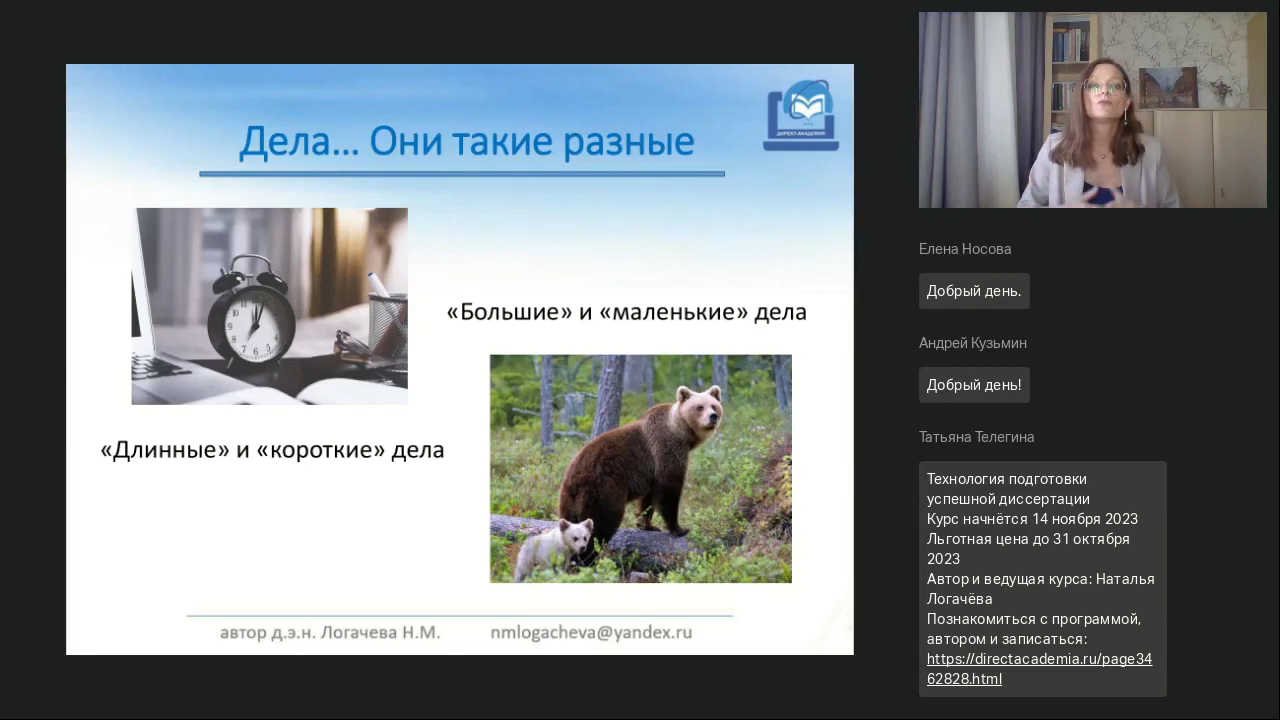 Дела... Они такие разные
ДИРЕКТ-АКАДЕМИЯ
«Большие» и «маленькие» дела
«Длинные» и «короткие» дела
автор д.э.н. Логачева Н.М. nmlogacheva@yandex.ru
Елена Носова
Добрый день.
Андрей Кузьмин
Добрый день!
Татьяна Телегина
Технология подготовки
успешной диссертации
Курс начнётся 14 ноября 2023
Льготная цена до 31 октября
2023
Автор и ведущая курса: Наталья
Логачёва
Познакомиться с программой,
автором и записаться:
https://directacademia.ru/page34
62828.html